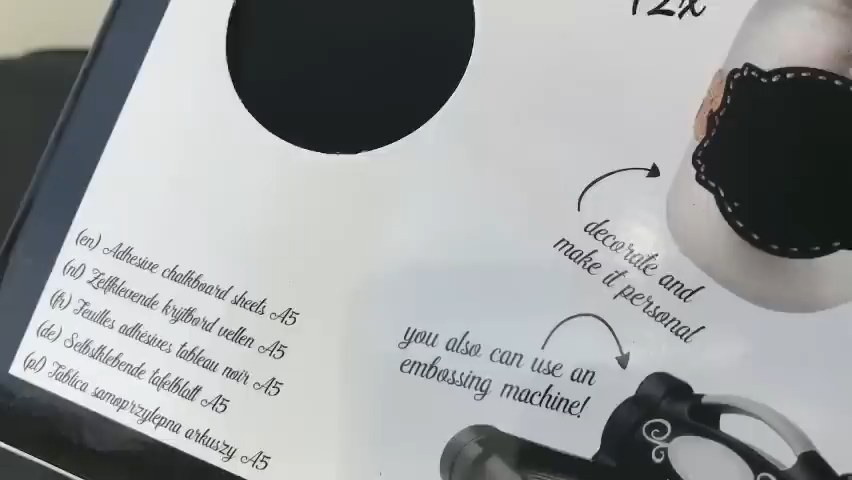 12x
decorate and
make it personal
(en) Adhesive chalkboard sheets A5
(nl) Zelfklevende krijtbord vellen A5
(fr) Feuilles adhésives tableau noir A5
(de) Selbstklebende tafelblatt A5
(pl) Tablica samoprzylepna arkuszy A5
you also can use an
embossing machine!